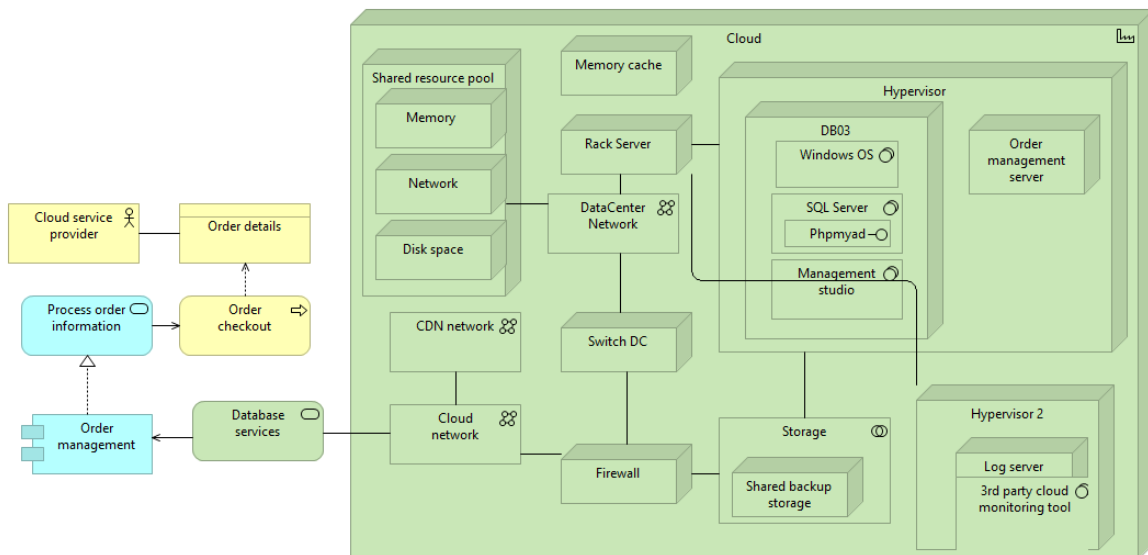 Cloud
Shared resource pool
Memory
Network
Disk space
Memory cache
Rack Server
DataCenter
Network
Hypervisor
DB03
Windows OS
SQL Server
Phpmyad
Management
studio
Order
management
server
Cloud service
provider
Order details
Process order
information
Order
checkout
CDN network
Switch DC
Order
management
Database
services
Cloud
network
Firewall
Storage
Shared backup
storage
Hypervisor 2
Log server
3rd party cloud
monitoring tool